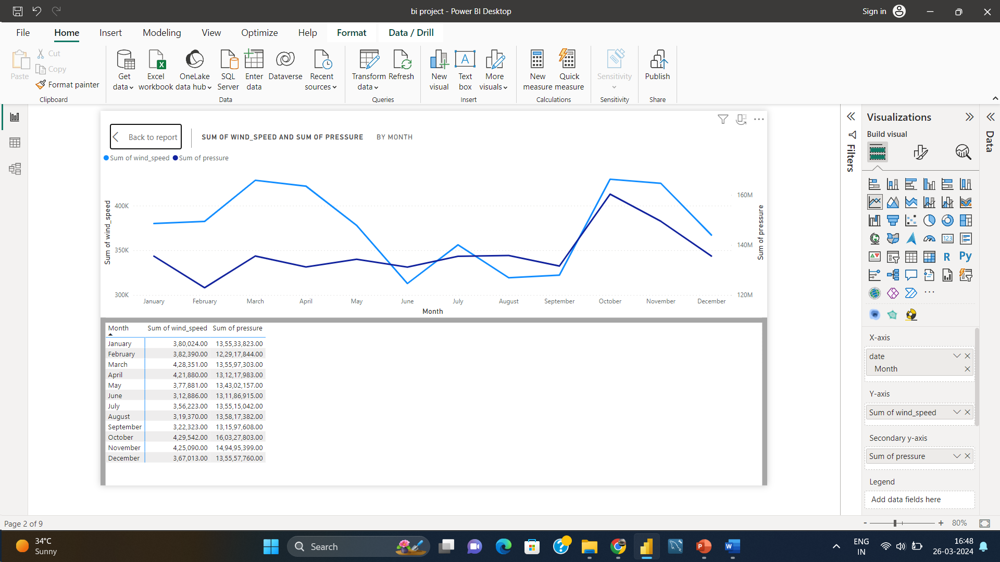 bi project - Power BI Desktop
Sign in
File Home Insert Modeling View Optimize Help Format Data / Drill
Paste
Cut
Copy
Format painter
Clipboard
Get data
Excel workbook
OneLake data hub
SQL Server
Enter data
Dataverse
Recent sources
Data
Transform data
Refresh
Queries
New visual
Text box
More visuals
Insert
New measure
Quick measure
Calculations
Sensitivity
Sensitivity
Publish
Share
Back to report
SUM OF WIND_SPEED AND SUM OF PRESSURE BY MONTH
Sum of wind_speed Sum of pressure
Sum of wind_speed
400K
350K
300K
160M
140M
120M
Sum of pressure
January February March April May June July August September October November December
Month
Month Sum of wind_speed Sum of pressure
January 3,80,024.00 13,55,33,823.00
February 3,82,390.00 12,29,17,844.00
March 4,28,351.00 13,55,97,303.00
April 4,21,880.00 13,12,17,983.00
May 3,77,881.00 13,43,02,157.00
June 3,12,886.00 13,11,86,915.00
July 3,56,223.00 13,55,15,042.00
August 3,19,370.00 13,58,17,382.00
September 3,22,323.00 13,15,97,608.00
October 4,29,542.00 16,03,27,803.00
November 4,25,090.00 14,94,95,399.00
December 3,67,013.00 13,55,57,760.00
Filters
Visualizations
Build visual
123
R
Py
X-axis
date
Month
Y-axis
Sum of wind_speed
Secondary y-axis
Sum of pressure
Legend
Add data fields here
Data
Page 2 of 9
- + 80%
34°C
Sunny
Search
ENG
IN
16:48
26-03-2024